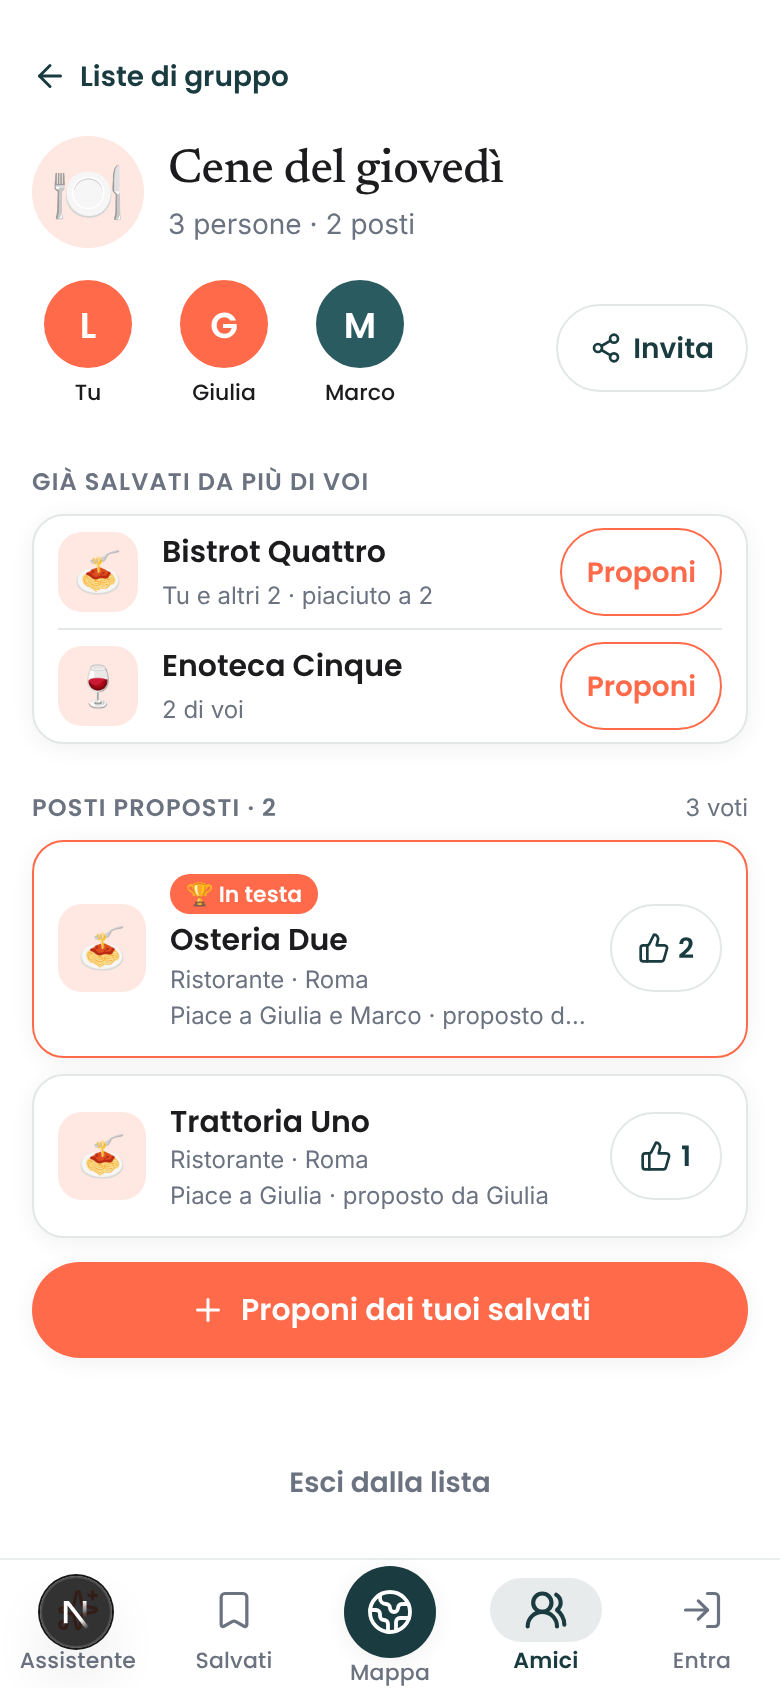 Liste di gruppo
Cene del giovedì
3 persone · 2 posti
L
G
M
Tu
Giulia
Marco
Invita
GIÀ SALVATI DA PIÙ DI VOI
Bistrot Quattro
Tu e altri 2 · piaciuto a 2
Proponi
Enoteca Cinque
2 di voi
Proponi
POSTI PROPOSTI · 2
3 voti
🏆 In testa
Osteria Due
Ristorante · Roma
Piace a Giulia e Marco · proposto d...
2
Trattoria Uno
Ristorante · Roma
Piace a Giulia · proposto da Giulia
1
+ Proponi dai tuoi salvati
Esci dalla lista
N
Assistente
Salvati
Mappa
Amici
Entra